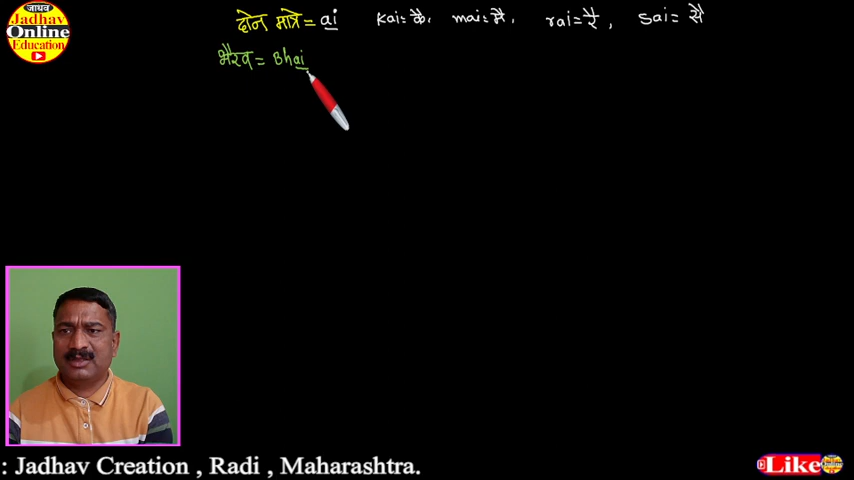 जाधव
Jadhav
Online
Education
दोन मात्रे = ai kai = कै, mai = मै, rai = रै, sai = सै
भैरव = Bhai
: Jadhav Creation , Radi , Maharashtra.
Like